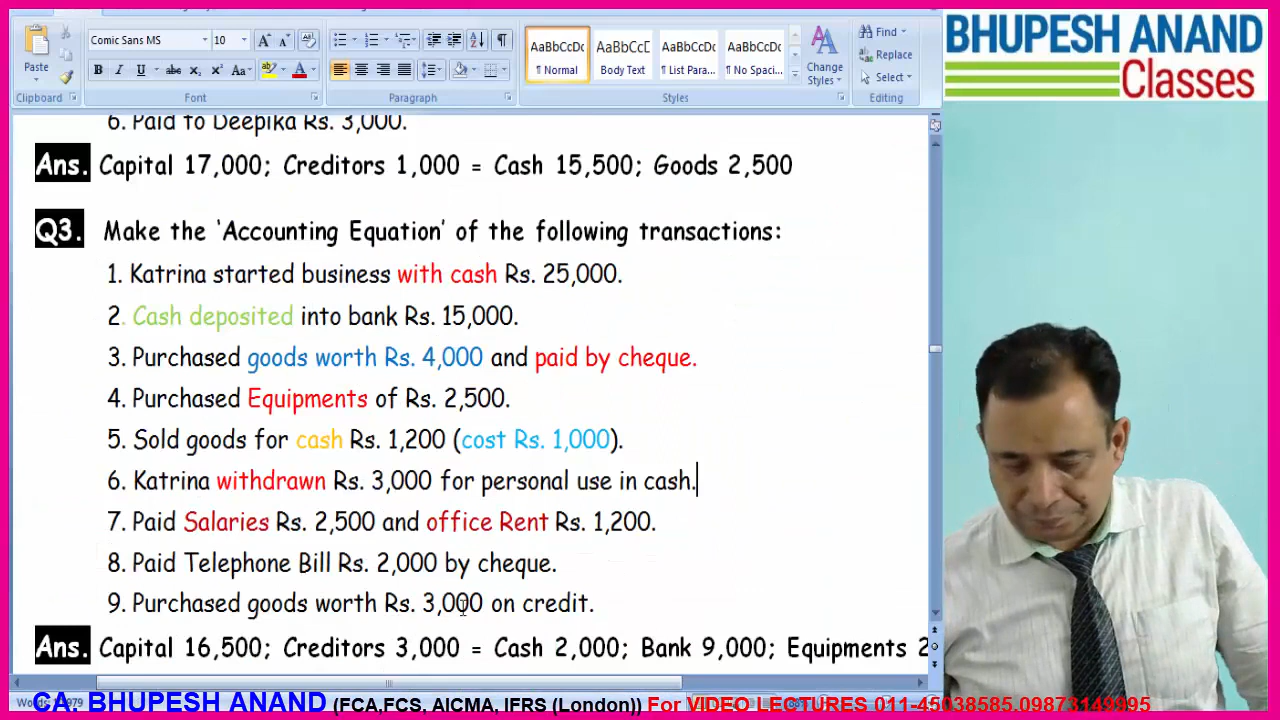 Comic Sans MS 10
Find
Replace
Select
Paste
AaBbCcDc
¶ Normal
AaBbCcD
Body Text
AaBbCcDc
¶ List Para...
AaBbCcDc
¶ No Spaci...
Change
Styles
Clipboard
Font
Paragraph
Styles
Editing
BHUPESH ANAND
Classes
6. Paid to Deepika Rs. 3,000.
Ans. Capital 17,000; Creditors 1,000 = Cash 15,500; Goods 2,500
Q3. Make the ‘Accounting Equation’ of the following transactions:
1. Katrina started business with cash Rs. 25,000.
2. Cash deposited into bank Rs. 15,000.
3. Purchased goods worth Rs. 4,000 and paid by cheque.
4. Purchased Equipments of Rs. 2,500.
5. Sold goods for cash Rs. 1,200 (cost Rs. 1,000).
6. Katrina withdrawn Rs. 3,000 for personal use in cash.
7. Paid Salaries Rs. 2,500 and office Rent Rs. 1,200.
8. Paid Telephone Bill Rs. 2,000 by cheque.
9. Purchased goods worth Rs. 3,000 on credit.
Ans. Capital 16,500; Creditors 3,000 = Cash 2,000; Bank 9,000; Equipments 2
CA. BHUPESH ANAND (FCA,FCS, AICMA, IFRS (London)) For VIDEO LECTURES 011-45038585,09873149995